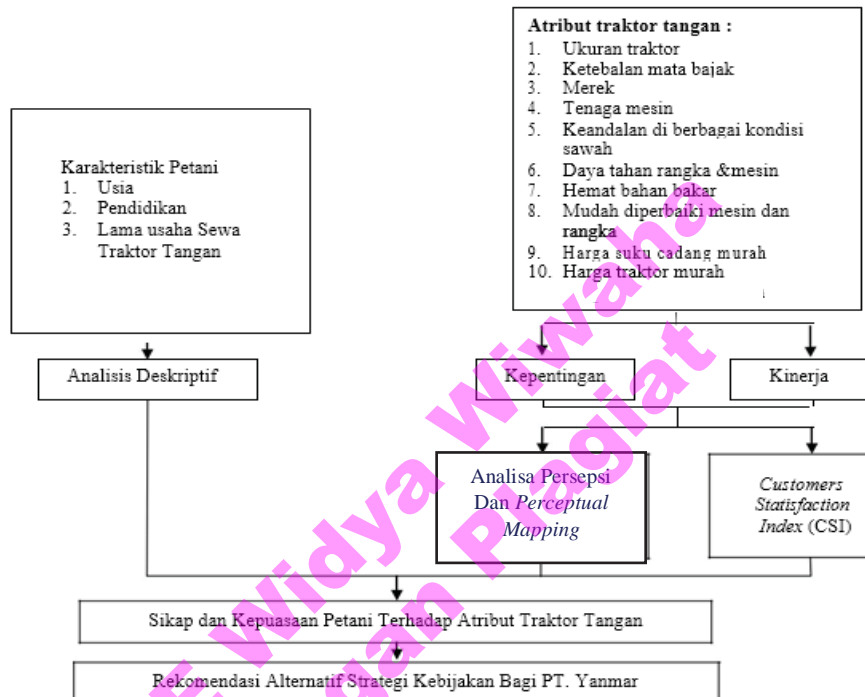 Atribut traktor tangan :
1. Ukuran traktor
2. Ketebalan mata bajak
3. Merek
4. Tenaga mesin
5. Keandalan di berbagai kondisi
sawah
6. Daya tahan rangka &mesin
7. Hemat bahan bakar
8. Mudah diperbaiki mesin dan
rangka
9. Harga suku cadang murah
10. Harga traktor murah
Karakteristik Petani
1. Usia
2. Pendidikan
3. Lama usaha Sewa
Traktor Tangan
Analisis Deskriptif
Kepentingan
Kinerja
Analisa Persepsi
Dan Perceptual
Mapping
Customers
Statisfaction
Index (CSI)
Sikap dan Kepuasaan Petani Terhadap Atribut Traktor Tangan
Rekomendasi Alternatif Strategi Kebijakan Bagi PT. Yanmar
E Widya Wiwaha
gan Plagiat